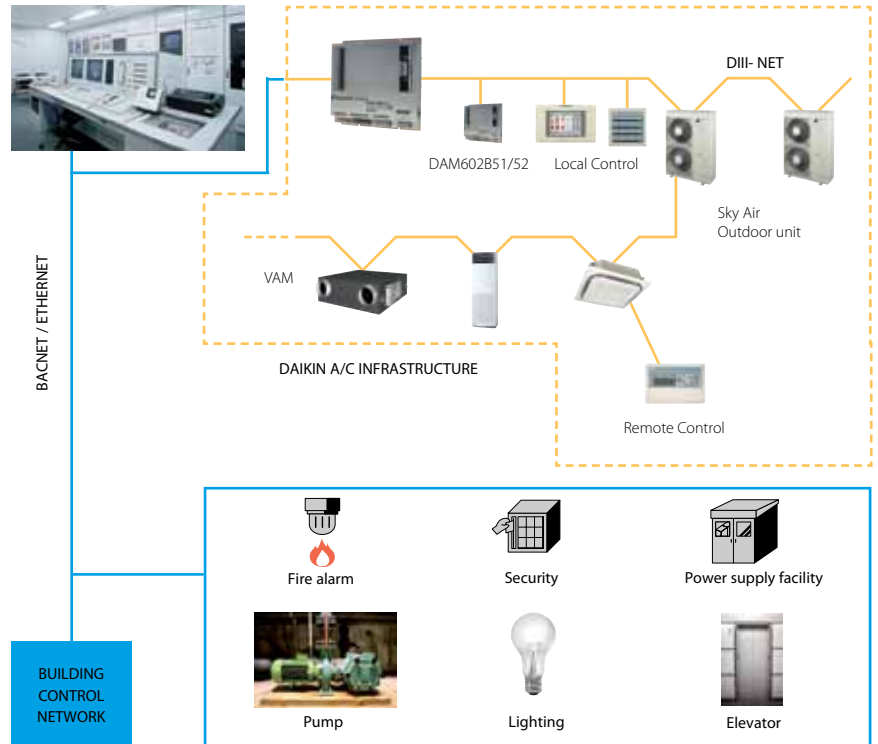 DIII- NET
DAM602B51/52
Local Control
Sky Air
Outdoor unit
VAM
BACNET / ETHERNET
DAIKIN A/C INFRASTRUCTURE
Remote Control
Fire alarm
Security
Power supply facility
BUILDING
CONTROL
NETWORK
Pump
Lighting
Elevator